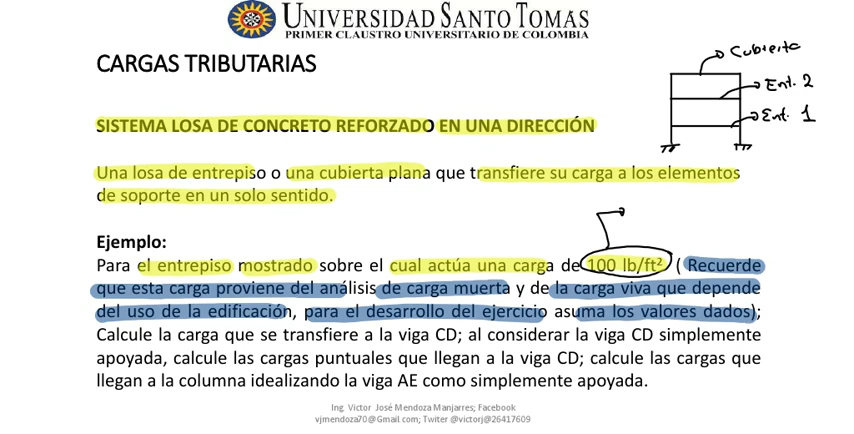 UNIVERSIDAD SANTO TOMAS
PRIMER CLAUSTRO UNIVERSITARIO DE COLOMBIA
CARGAS TRIBUTARIAS
Cubierta
Ent. 2
Ent. 1
SISTEMA LOSA DE CONCRETO REFORZADO EN UNA DIRECCIÓN
Una losa de entrepiso o una cubierta plana que transfiere su carga a los elementos
de soporte en un solo sentido.
Ejemplo:
Para el entrepiso mostrado sobre el cual actúa una carga de 100 lb/ft² ( Recuerde
que esta carga proviene del análisis de carga muerta y de la carga viva que depende
del uso de la edificación, para el desarrollo del ejercicio asuma los valores dados);
Calcule la carga que se transfiere a la viga CD; al considerar la viga CD simplemente
apoyada, calcule las cargas puntuales que llegan a la viga CD; calcule las cargas que
llegan a la columna idealizando la viga AE como simplemente apoyada.
Ing. Victor José Mendoza Manjarres; Facebook
vjmendoza70@Gmail.com; Twiter @victorj@26417609